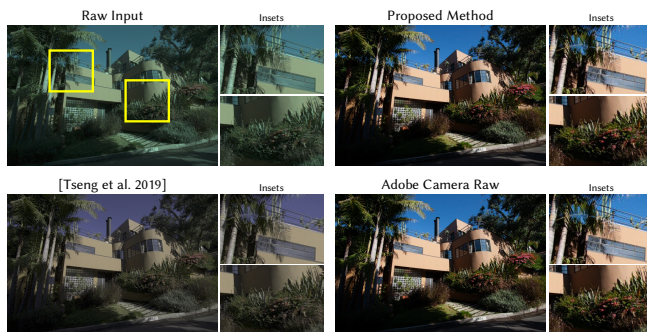 Raw Input
Insets
Proposed Method
Insets
[Tseng et al. 2019]
Insets
Adobe Camera Raw
Insets